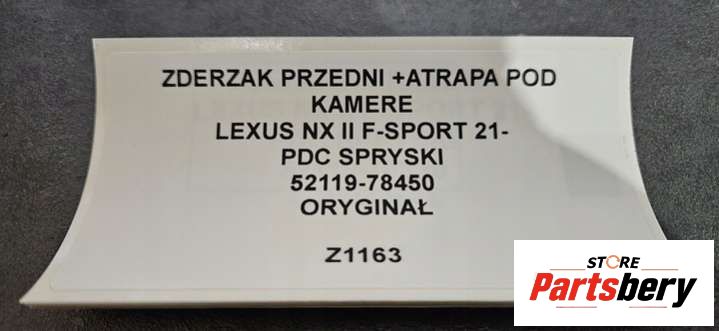 ZDERZAK PRZEDNI +ATRAPA POD
KAMERE
LEXUS NX II F-SPORT 21-
PDC SPRYSKI
52119-78450
ORYGINAŁ
Z1163
STORE
Partsbery